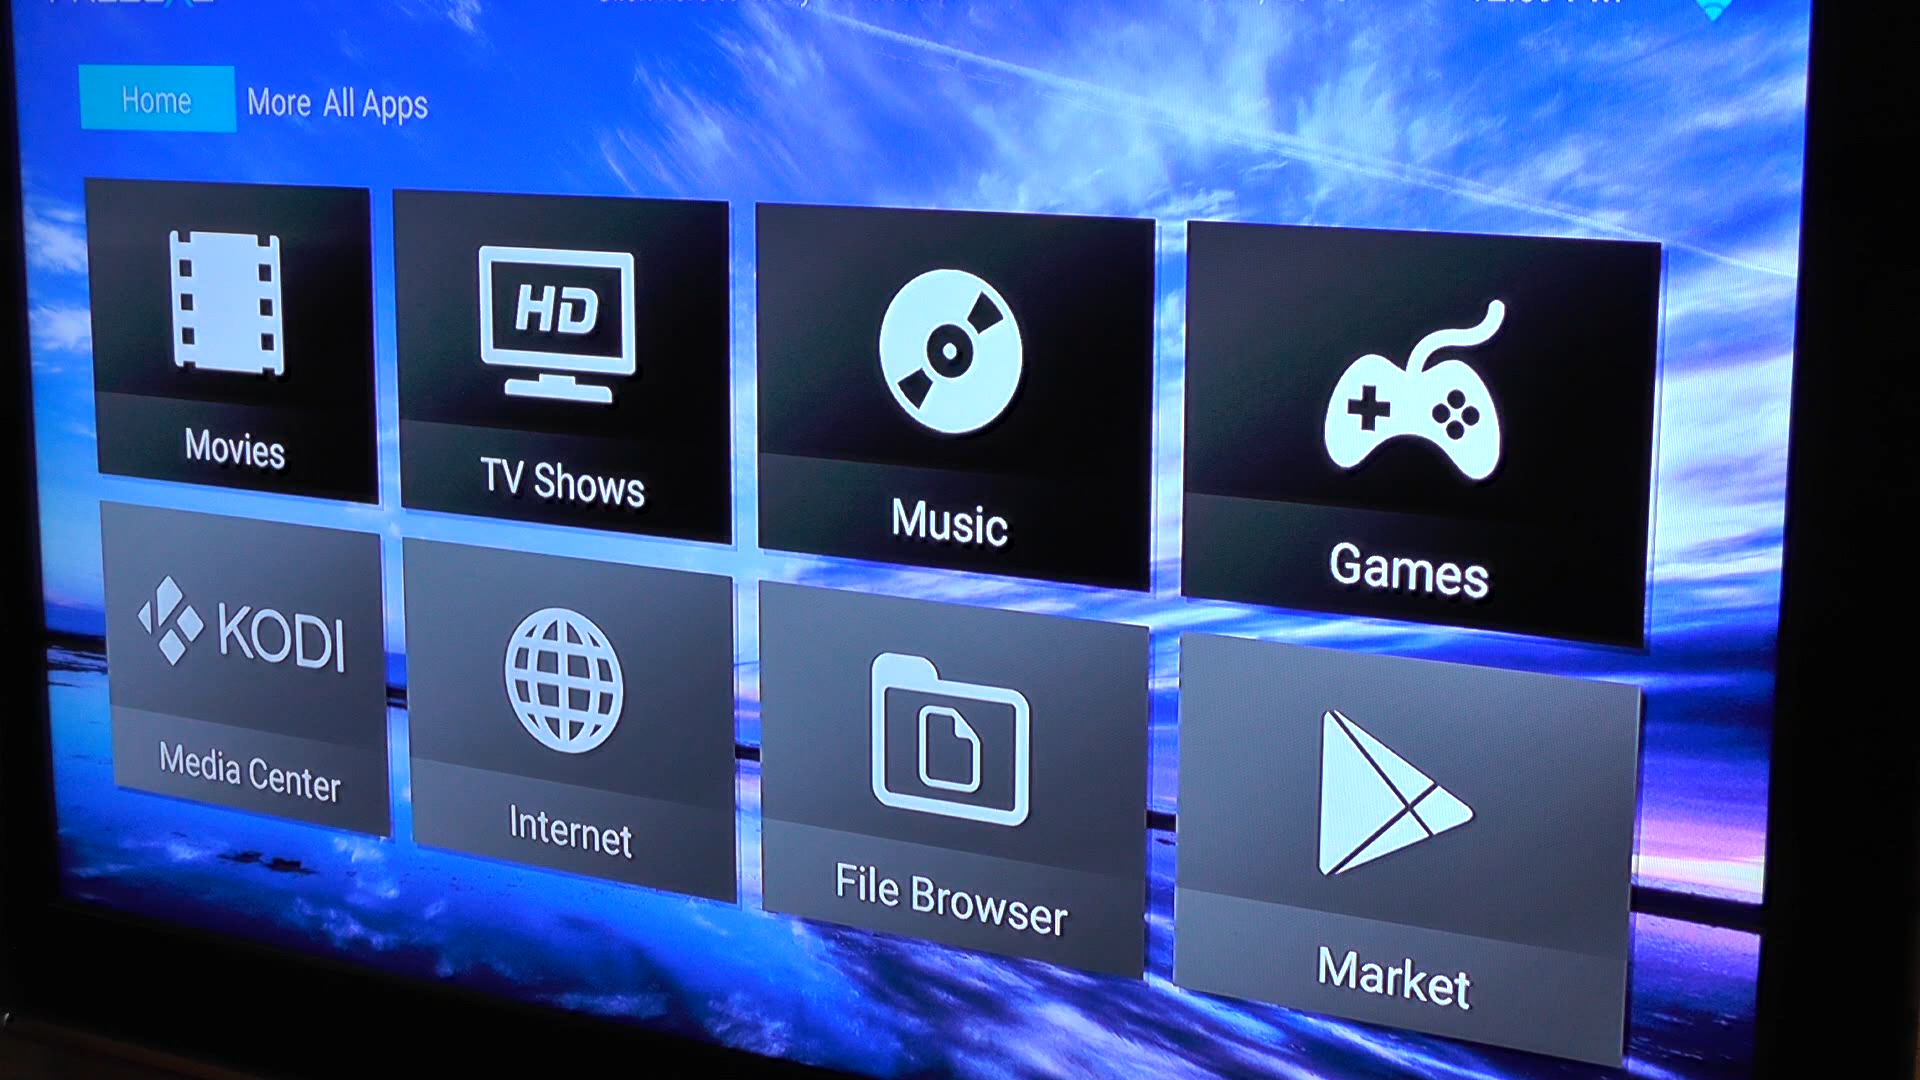 Home More All Apps
Movies
HD
TV Shows
Music
Games
KODI
Media Center
Internet
File Browser
Market